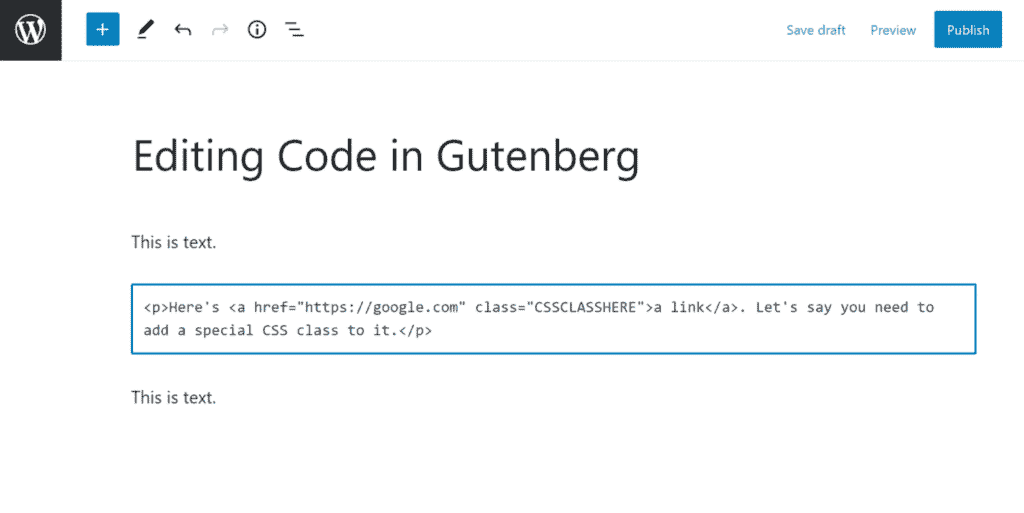 Save draft Preview Publish
Editing Code in Gutenberg
This is text.
<p>Here's <a href="https://google.com" class="CSSCLASSHERE">a link</a>. Let's say you need to
add a special CSS class to it.</p>
This is text.